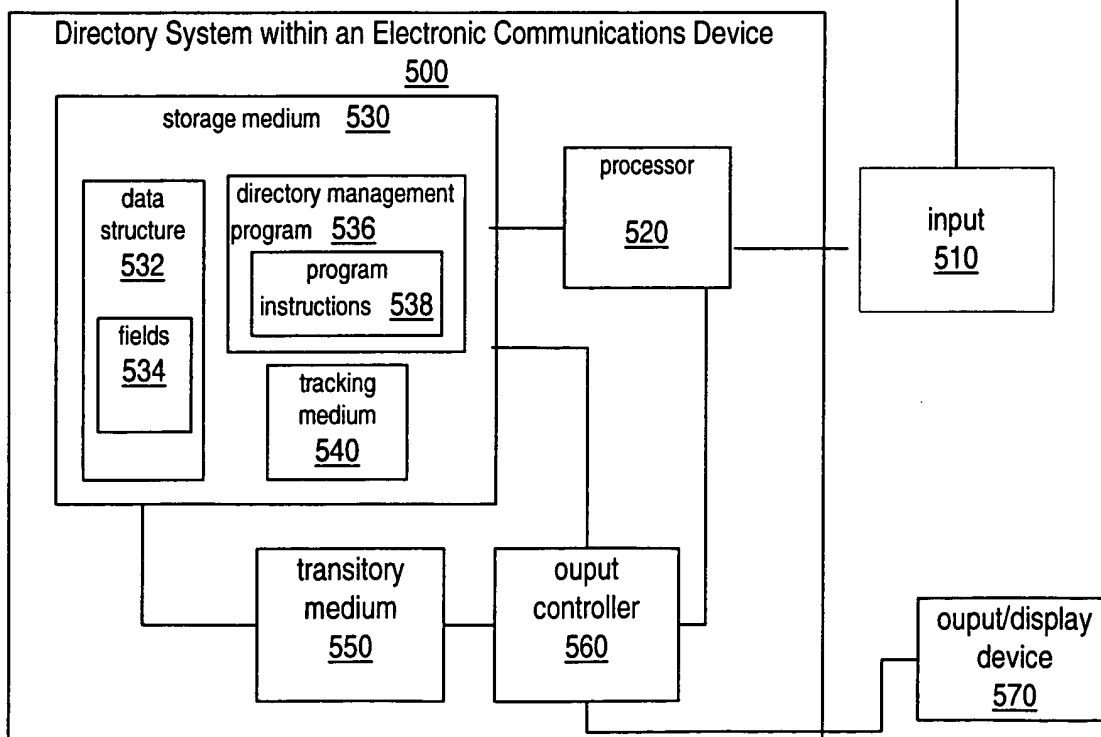 Directory System within an Electronic Communications Device
500
storage medium 530
data
structure
532
fields
534
directory management
program 536
program
instructions 538
tracking
medium
540
processor
520
input
510
transitory
medium
550
ouput
controller
560
ouput/display
device
570